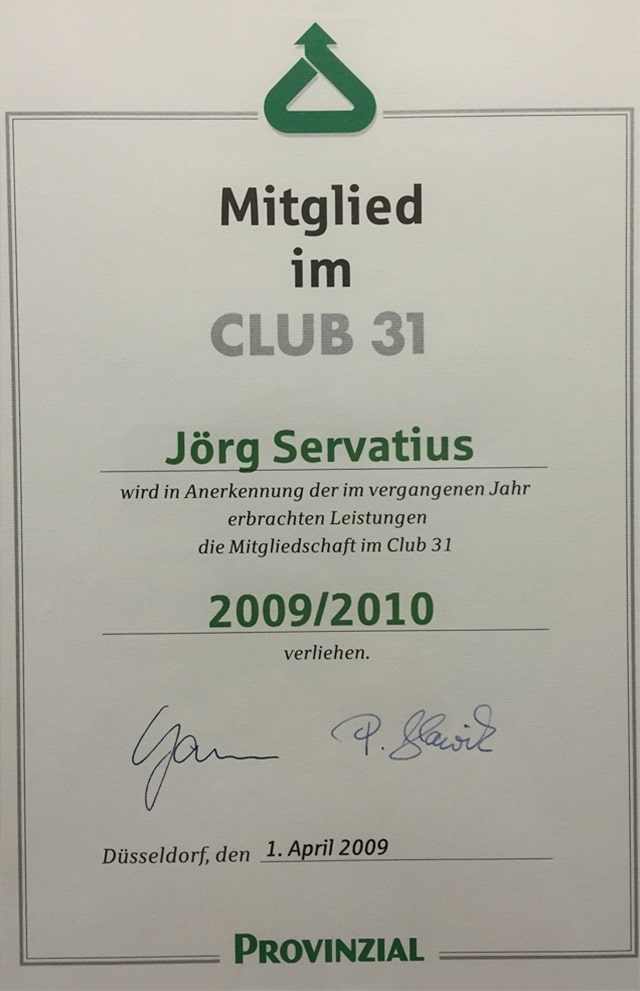 Mitglied
im
CLUB 31
Jörg Servatius
wird in Anerkennung der im vergangenen Jahr
erbrachten Leistungen
die Mitgliedschaft im Club 31
2009/2010
verliehen.
Düsseldorf, den 1. April 2009
PROVINZIAL